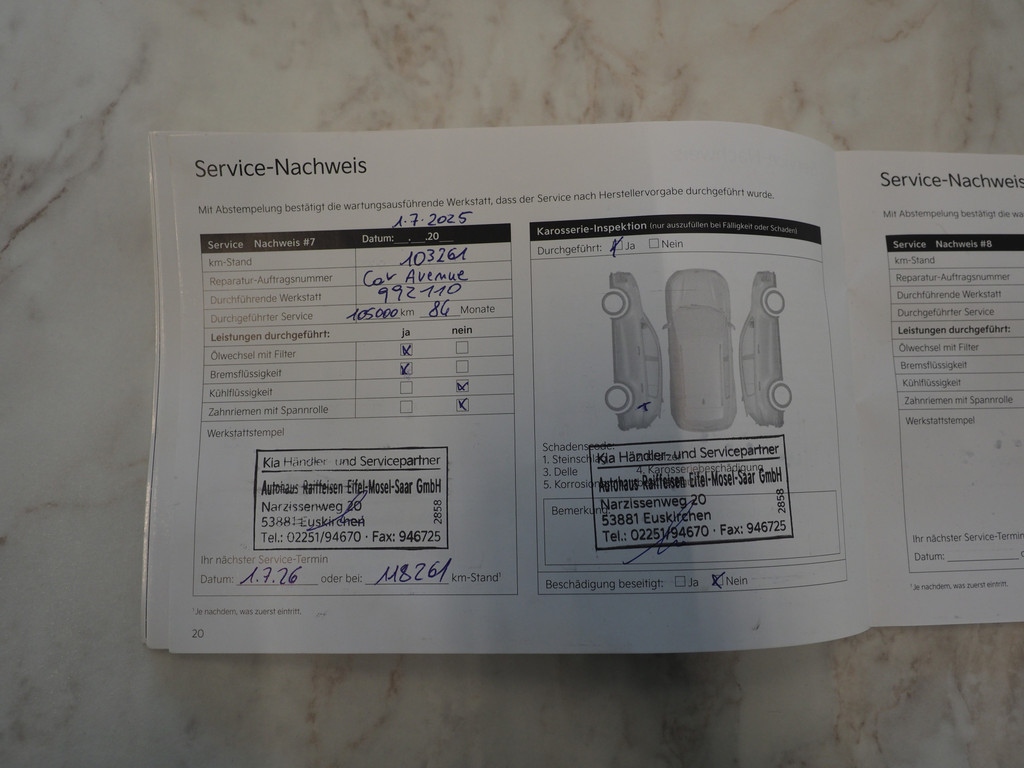 Service-Nachweis
Mit Abstempelung bestätigt die wartungsausführende Werkstatt, dass der Service nach Herstellervorgabe durchgeführt wurde.
1.7.2025
Service Nachweis #7 Datum: __.__.20__
km-Stand 103261
Reparatur-Auftragsnummer Car Avenue
Durchführende Werkstatt 992110
Durchgeführter Service 105000 km 84 Monate
Leistungen durchgeführt: ja nein
Ölwechsel mit Filter
Bremsflüssigkeit
Kühlflüssigkeit
Zahnriemen mit Spannrolle
Werkstattstempel
Kia Händler- und Servicepartner
Autohaus Raiffeisen Eifel-Mosel-Saar GmbH
Narzissenweg 20
53881 Euskirchen
Tel.: 02251/94670 · Fax: 946725
2858
Ihr nächster Service-Termin
Datum: 1.7.26 oder bei: 118261 km-Stand¹
¹Je nachdem, was zuerst eintritt.
20
Karosserie-Inspektion (nur auszufüllen bei Fälligkeit oder Schaden)
Durchgeführt: Ja Nein
Schadenscode:
1. Steinschlag
3. Delle 4. Karosseriebeschädigung
5. Korrosion
Bemerkung
Kia Händler- und Servicepartner
Autohaus Raiffeisen Eifel-Mosel-Saar GmbH
Narzissenweg 20
53881 Euskirchen
Tel.: 02251/94670 · Fax: 946725
2858
Beschädigung beseitigt: Ja Nein
Service-Nachweis
Mit Abstempelung bestätigt die
Service Nachweis #8
km-Stand
Reparatur-Auftragsnummer
Durchführende Werkstatt
Durchgeführter Service
Leistungen durchgeführt:
Ölwechsel mit Filter
Bremsflüssigkeit
Kühlflüssigkeit
Zahnriemen mit Spannrolle
Werkstattstempel
Ihr nächster Service-Termin
Datum:
¹Je nachdem, was zuerst eintritt.